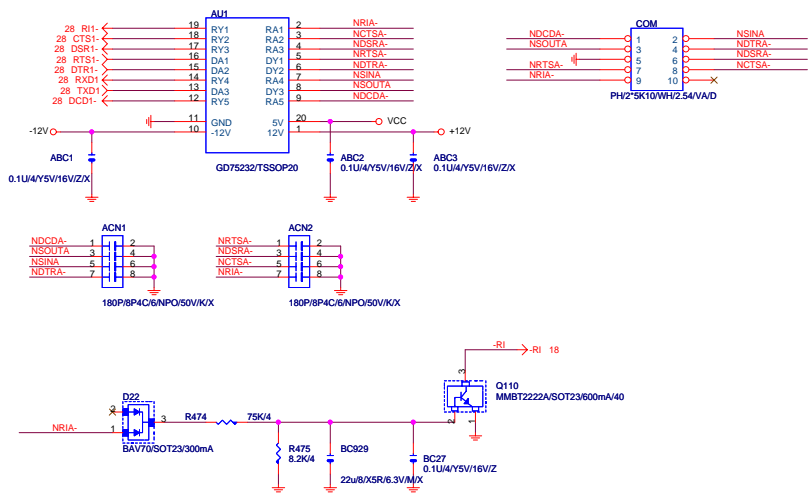 AU1
28 RI1- 19 RY1 RA1 2 NRIA-
28 CTS1- 18 RY2 RA2 3 NCTSA-
28 DSR1- 17 RY3 RA3 4 NDSRA-
28 RTS1- 16 DA1 DY1 5 NRTSA-
28 DTR1- 15 DA2 DY2 6 NDTRA-
28 RXD1 14 RY4 RA4 7 NSINA
28 TXD1 13 DA3 DY3 8 NSOUTA
28 DCD1- 12 RY5 RA5 9 NDCDA-
11 GND 5V 20 VCC
-12V 10 -12V 12V 1 +12V
GD75232/TSSOP20
ABC1
0.1U/4/Y5V/16V/Z/X
ABC2
0.1U/4/Y5V/16V/Z/X
ABC3
0.1U/4/Y5V/16V/Z/X
COM
NDCDA- 1 2 NSINA
NSOUTA 3 4 NDTRA-
5 6 NDSRA-
NRTSA- 7 8 NCTSA-
NRIA- 9 10
PH/2*5K10/WH/2.54/VA/D
ACN1
NDCDA- 1 2
NSOUTA 3 4
NSINA 5 6
NDTRA- 7 8
180P/8P4C/6/NPO/50V/K/X
ACN2
NRTSA- 1 2
NDSRA- 3 4
NCTSA- 5 6
NRIA- 7 8
180P/8P4C/6/NPO/50V/K/X
-RI -RI 18
3
Q110
MMBT2222A/SOT23/600mA/40
2 1
D22
2
3
NRIA- 1
BAV70/SOT23/300mA
R474 75K/4
R475
8.2K/4
BC929
22u/8/X5R/6.3V/M/X
BC27
0.1U/4/Y5V/16V/Z